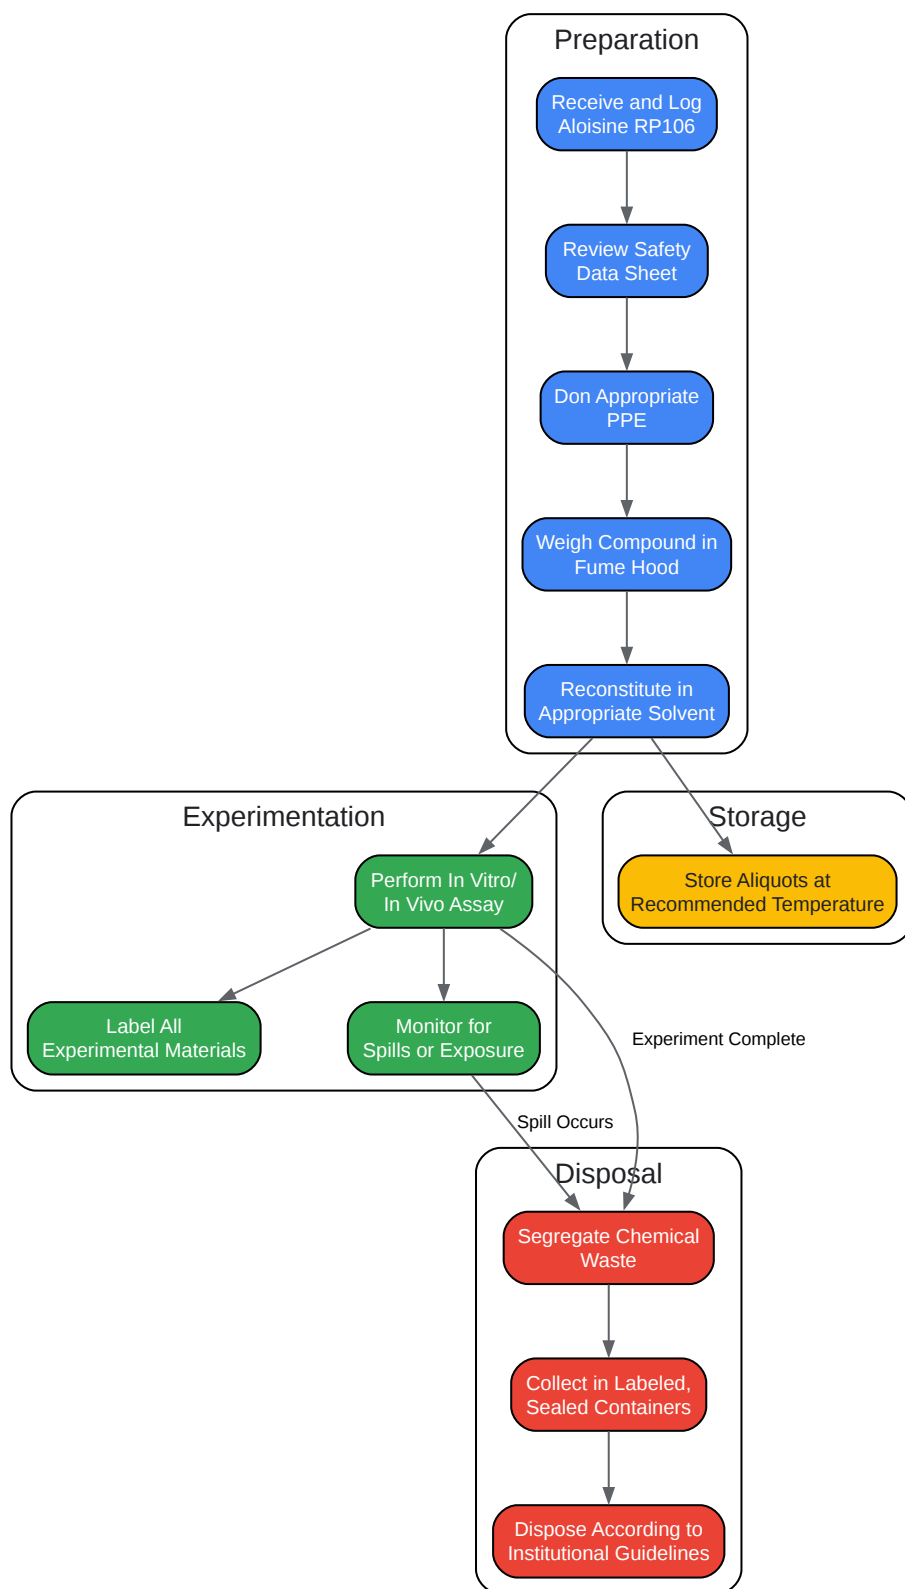 Preparation
Receive and Log
Aloisine RP106
Review Safety
Data Sheet
Don Appropriate
PPE
Weigh Compound in
Fume Hood
Reconstitute in
Appropriate Solvent
Experimentation
Perform In Vitro/
In Vivo Assay
Label All
Experimental Materials
Monitor for
Spills or Exposure
Storage
Store Aliquots at
Recommended Temperature
Experiment Complete
Spill Occurs
Disposal
Segregate Chemical
Waste
Collect in Labeled,
Sealed Containers
Dispose According to
Institutional Guidelines